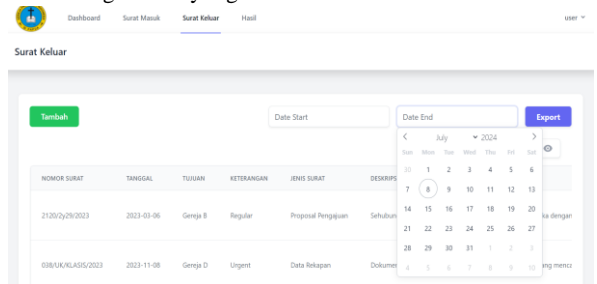 Dashboard Surat Masuk Surat Keluar Hasil user
Surat Keluar
Tambah Date Start Date End Export
July 2024
Sun Mon Tue Wed Thu Fri Sat
30 1 2 3 4 5 6
7 8 9 10 11 12 13
14 15 16 17 18 19 20
21 22 23 24 25 26 27
28 29 30 31 1 2 3
4 5 6 7 8 9 10
NOMOR SURAT TANGGAL TUJUAN KETERANGAN JENIS SURAT DESKRIPS
2120/2y29/2023 2023-03-06 Gereja B Regular Proposal Pengajuan Sehubun ka dengan
038/UK/KLASIS/2023 2023-11-08 Gereja D Urgent Data Rekapan Dokumen ang menca